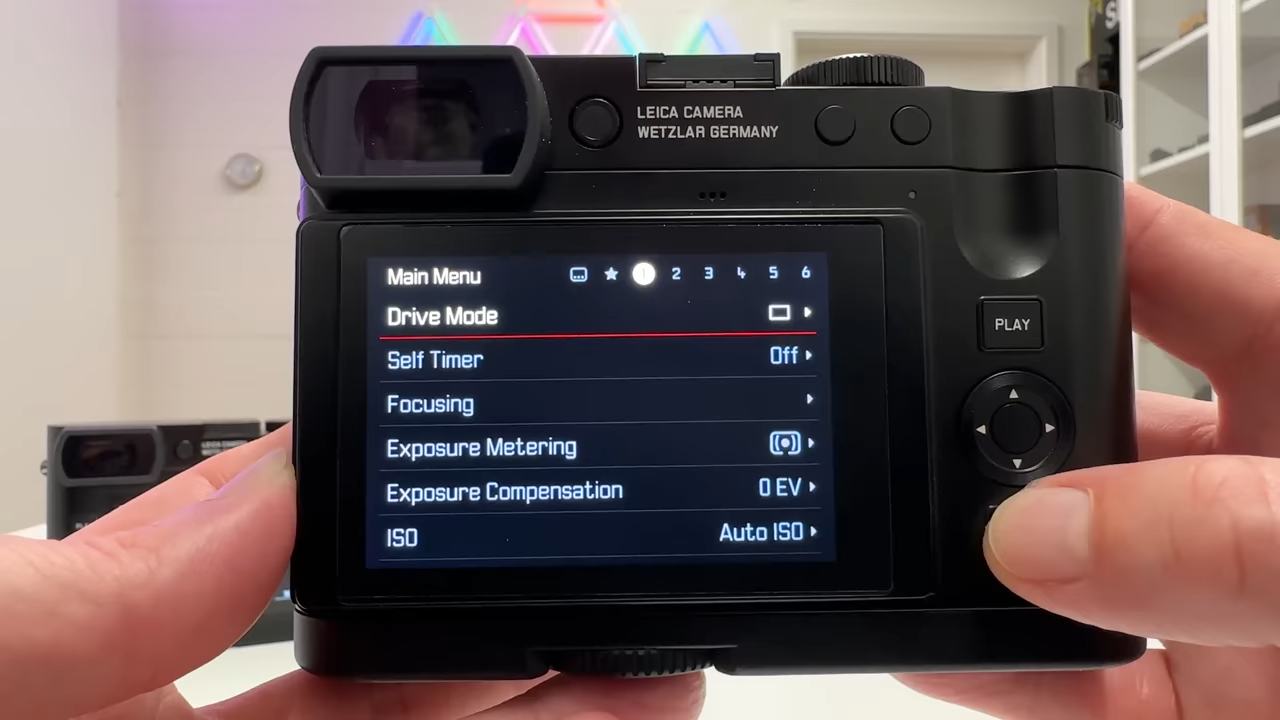 LEICA CAMERA
WETZLAR GERMANY
Main Menu 1 2 3 4 5 6
Drive Mode
Self Timer Off
Focusing
Exposure Metering
Exposure Compensation 0 EV
ISO Auto ISO
PLAY